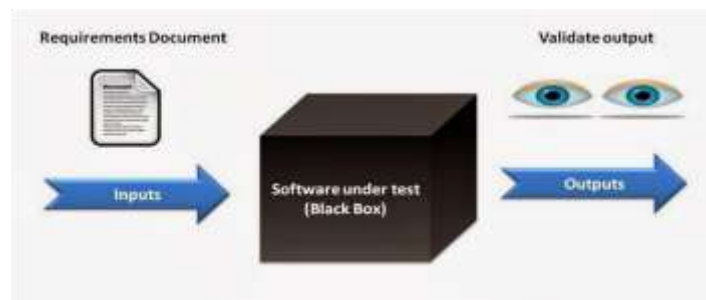 Requirements Document
Validate output
Inputs
Software under test
(Black Box)
Outputs